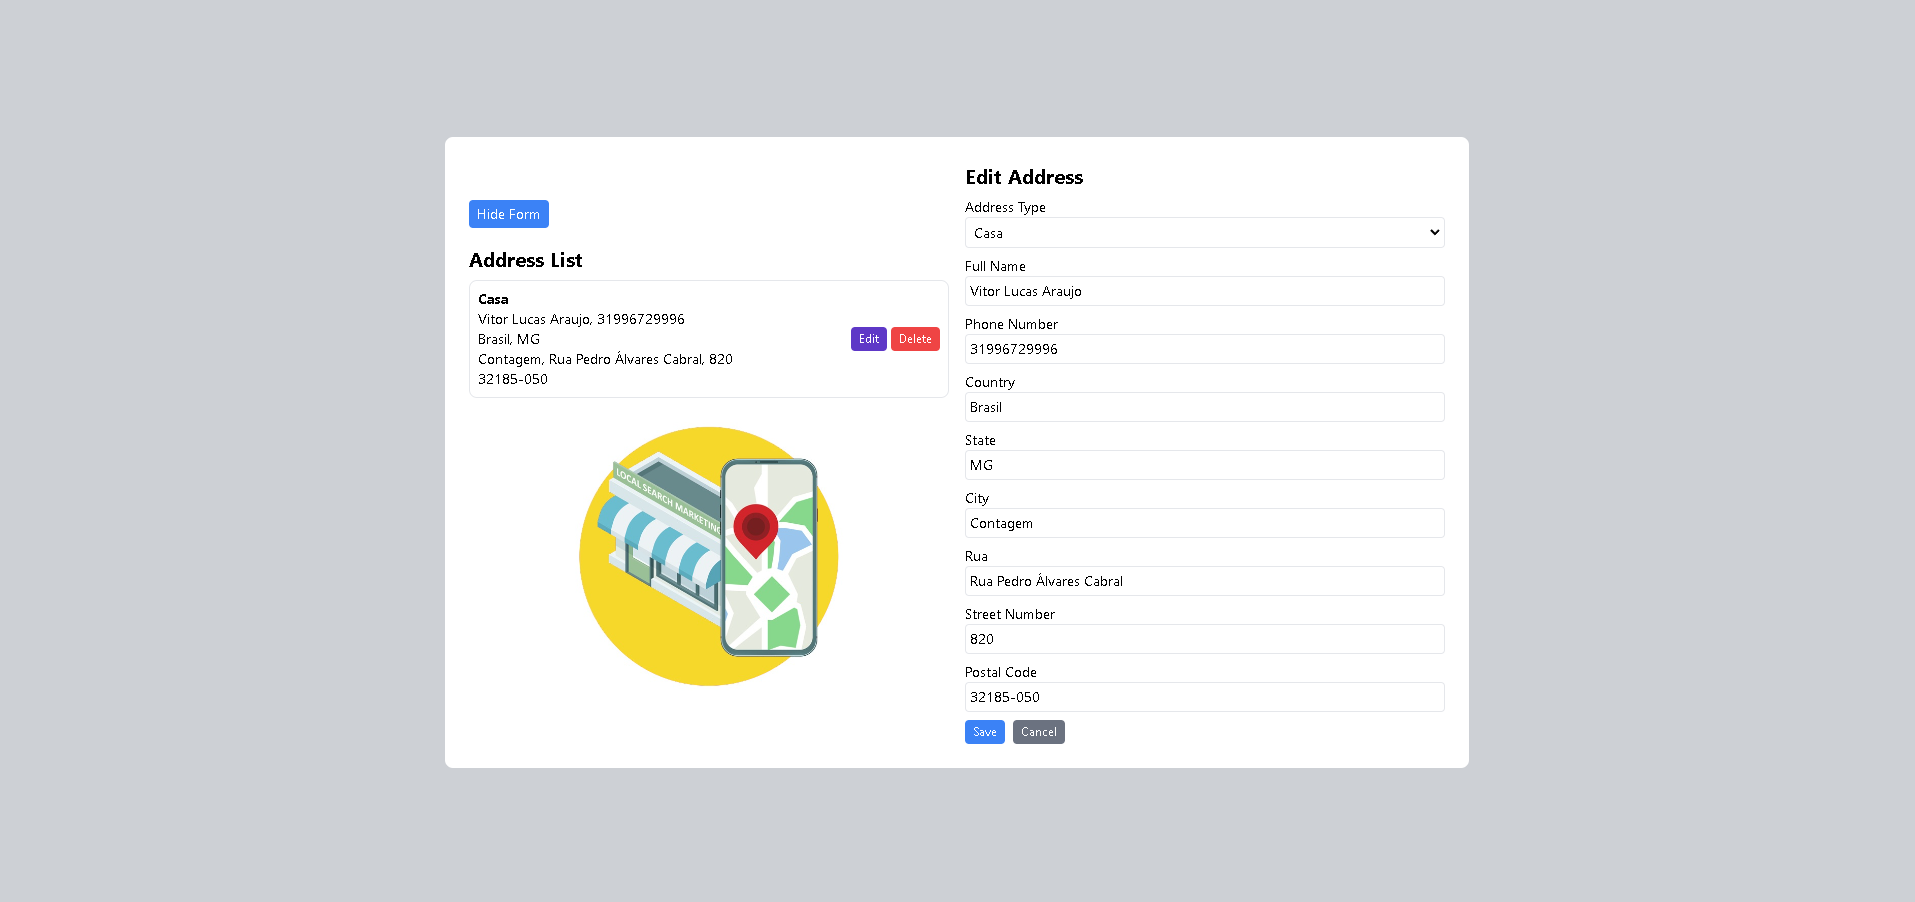 Hide Form
Address List
Casa
Vitor Lucas Araujo, 31996729996
Brasil, MG
Contagem, Rua Pedro Álvares Cabral, 820
32185-050
Edit
Delete
LOCAL SEARCH MARKETING
Edit Address
Address Type
Casa
Full Name
Vitor Lucas Araujo
Phone Number
31996729996
Country
Brasil
State
MG
City
Contagem
Rua
Rua Pedro Álvares Cabral
Street Number
820
Postal Code
32185-050
Save
Cancel